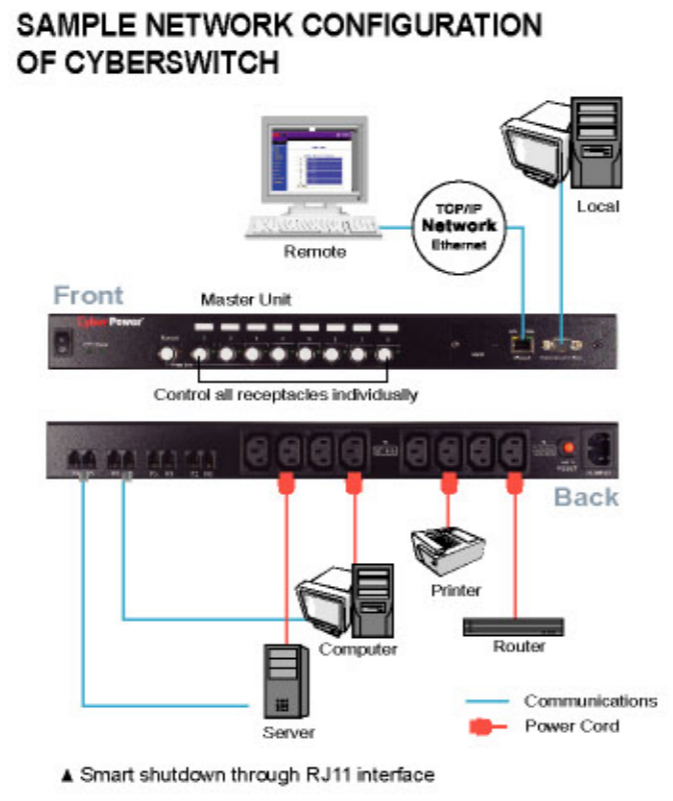 SAMPLE NETWORK CONFIGURATION
OF CYBERSWITCH
TCP/IP
Network
Ethernet
Local
Remote
Front
Master Unit
CyberPower
Control all receptacles individually
RESET
Back
Printer
Computer
Router
Server
Communications
Power Cord
▲ Smart shutdown through RJ11 interface